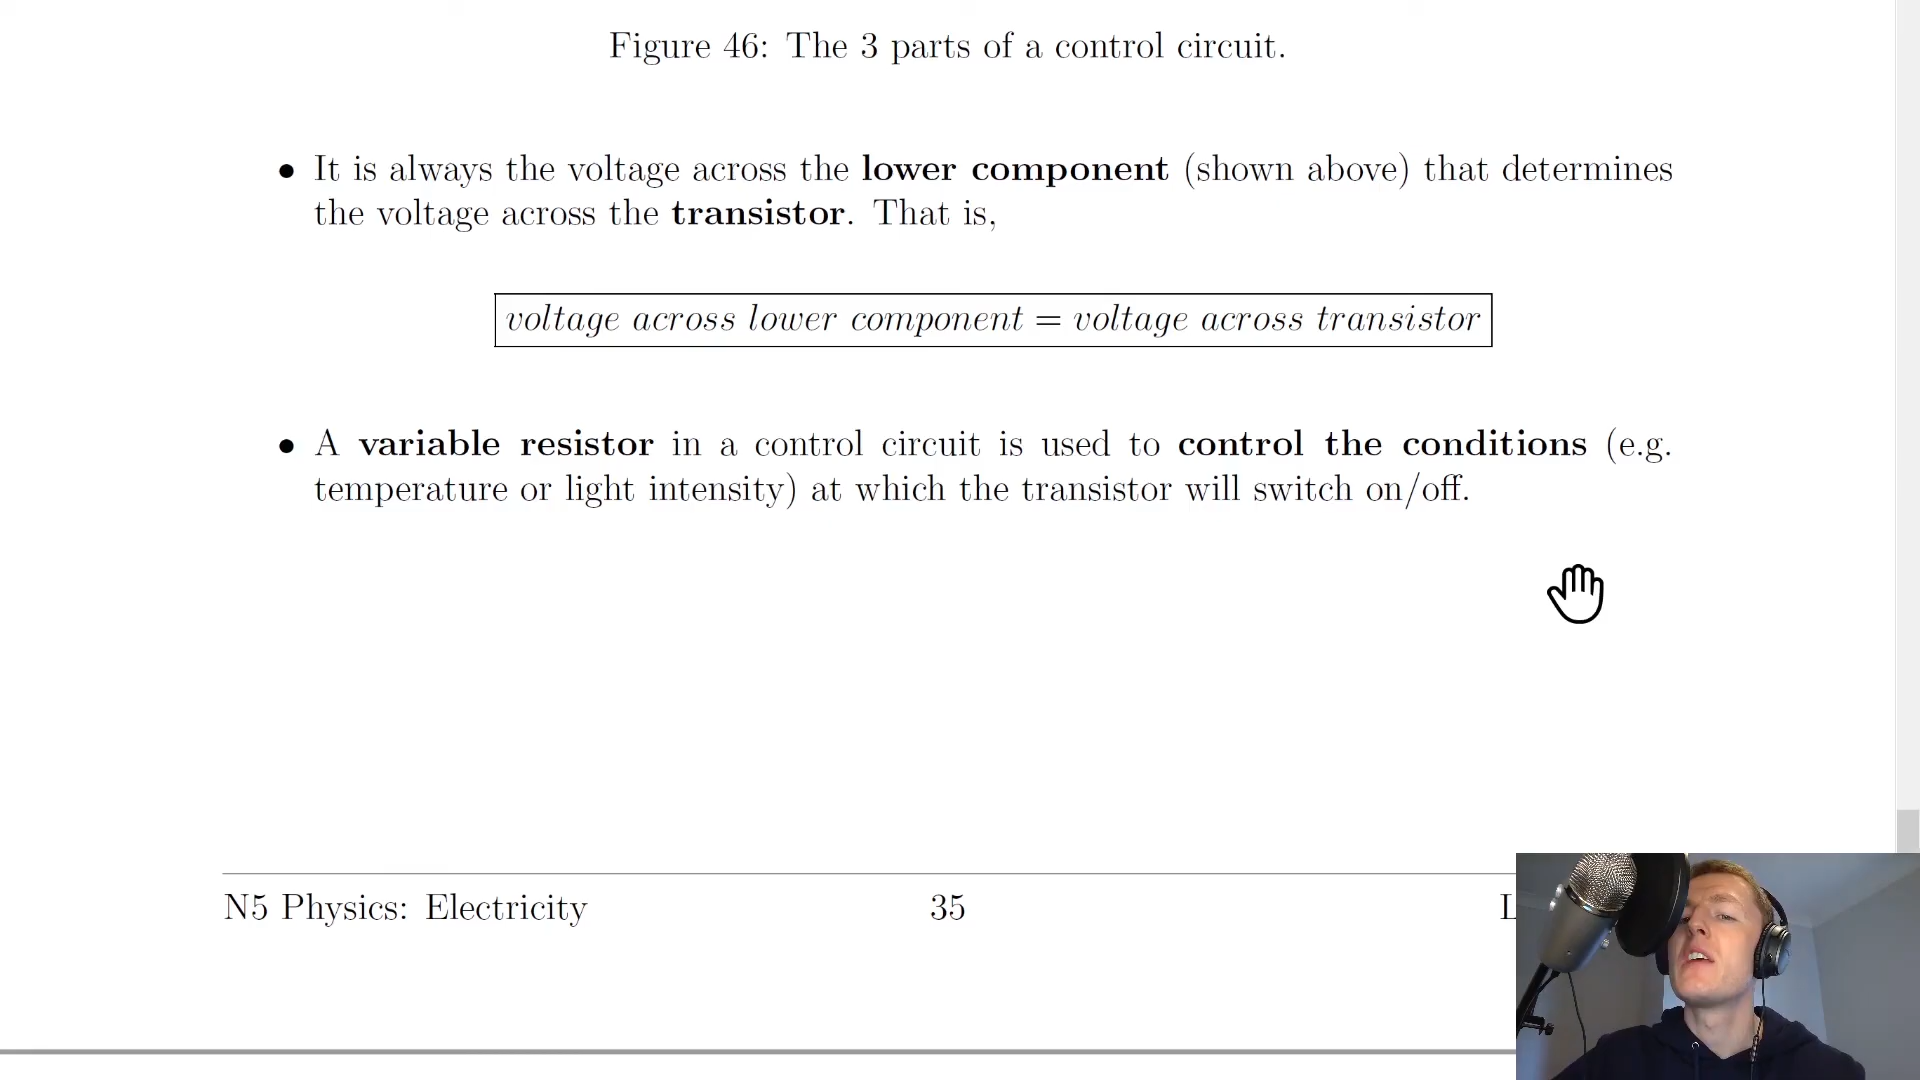 Figure 46: The 3 parts of a control circuit.
• It is always the voltage across the lower component (shown above) that determines
the voltage across the transistor. That is,
voltage across lower component = voltage across transistor
• A variable resistor in a control circuit is used to control the conditions (e.g.
temperature or light intensity) at which the transistor will switch on/off.
N5 Physics: Electricity 35